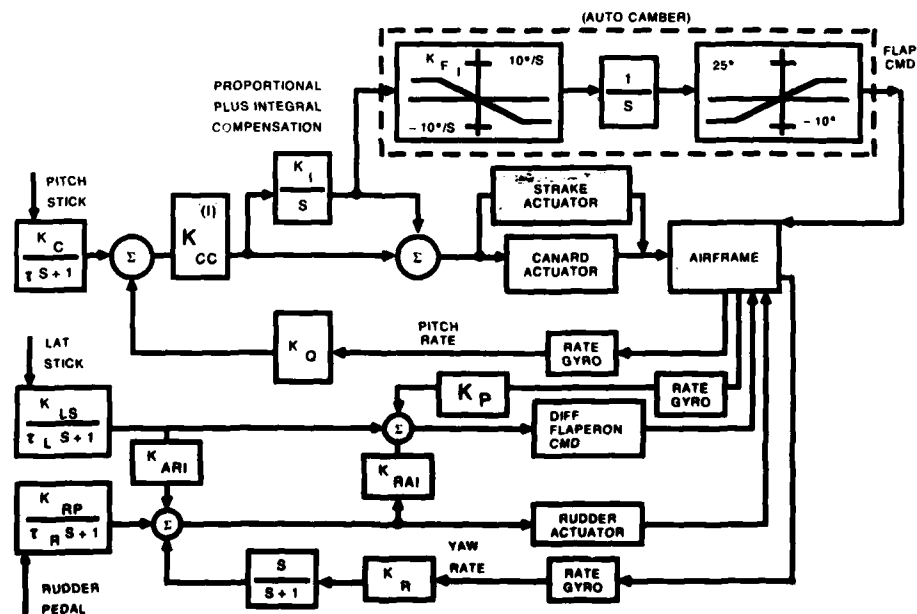 (AUTO CAMBER)
K F I
10°/S
- 10°/S
1
S
25°
- 10°
FLAP
CMD
PROPORTIONAL
PLUS INTEGRAL
COMPENSATION
K I
S
PITCH
STICK
K C
τ S + 1
Σ
(I)
K CC
Σ
STRAKE
ACTUATOR
CANARD
ACTUATOR
AIRFRAME
K Q
PITCH
RATE
RATE
GYRO
LAT
STICK
K LS
τ L S + 1
K P
RATE
GYRO
Σ
DIFF
FLAPERON
CMD
K ARI
K RAI
K RP
τ R S + 1
Σ
RUDDER
ACTUATOR
S
S + 1
K R
YAW
RATE
RATE
GYRO
RUDDER
PEDAL